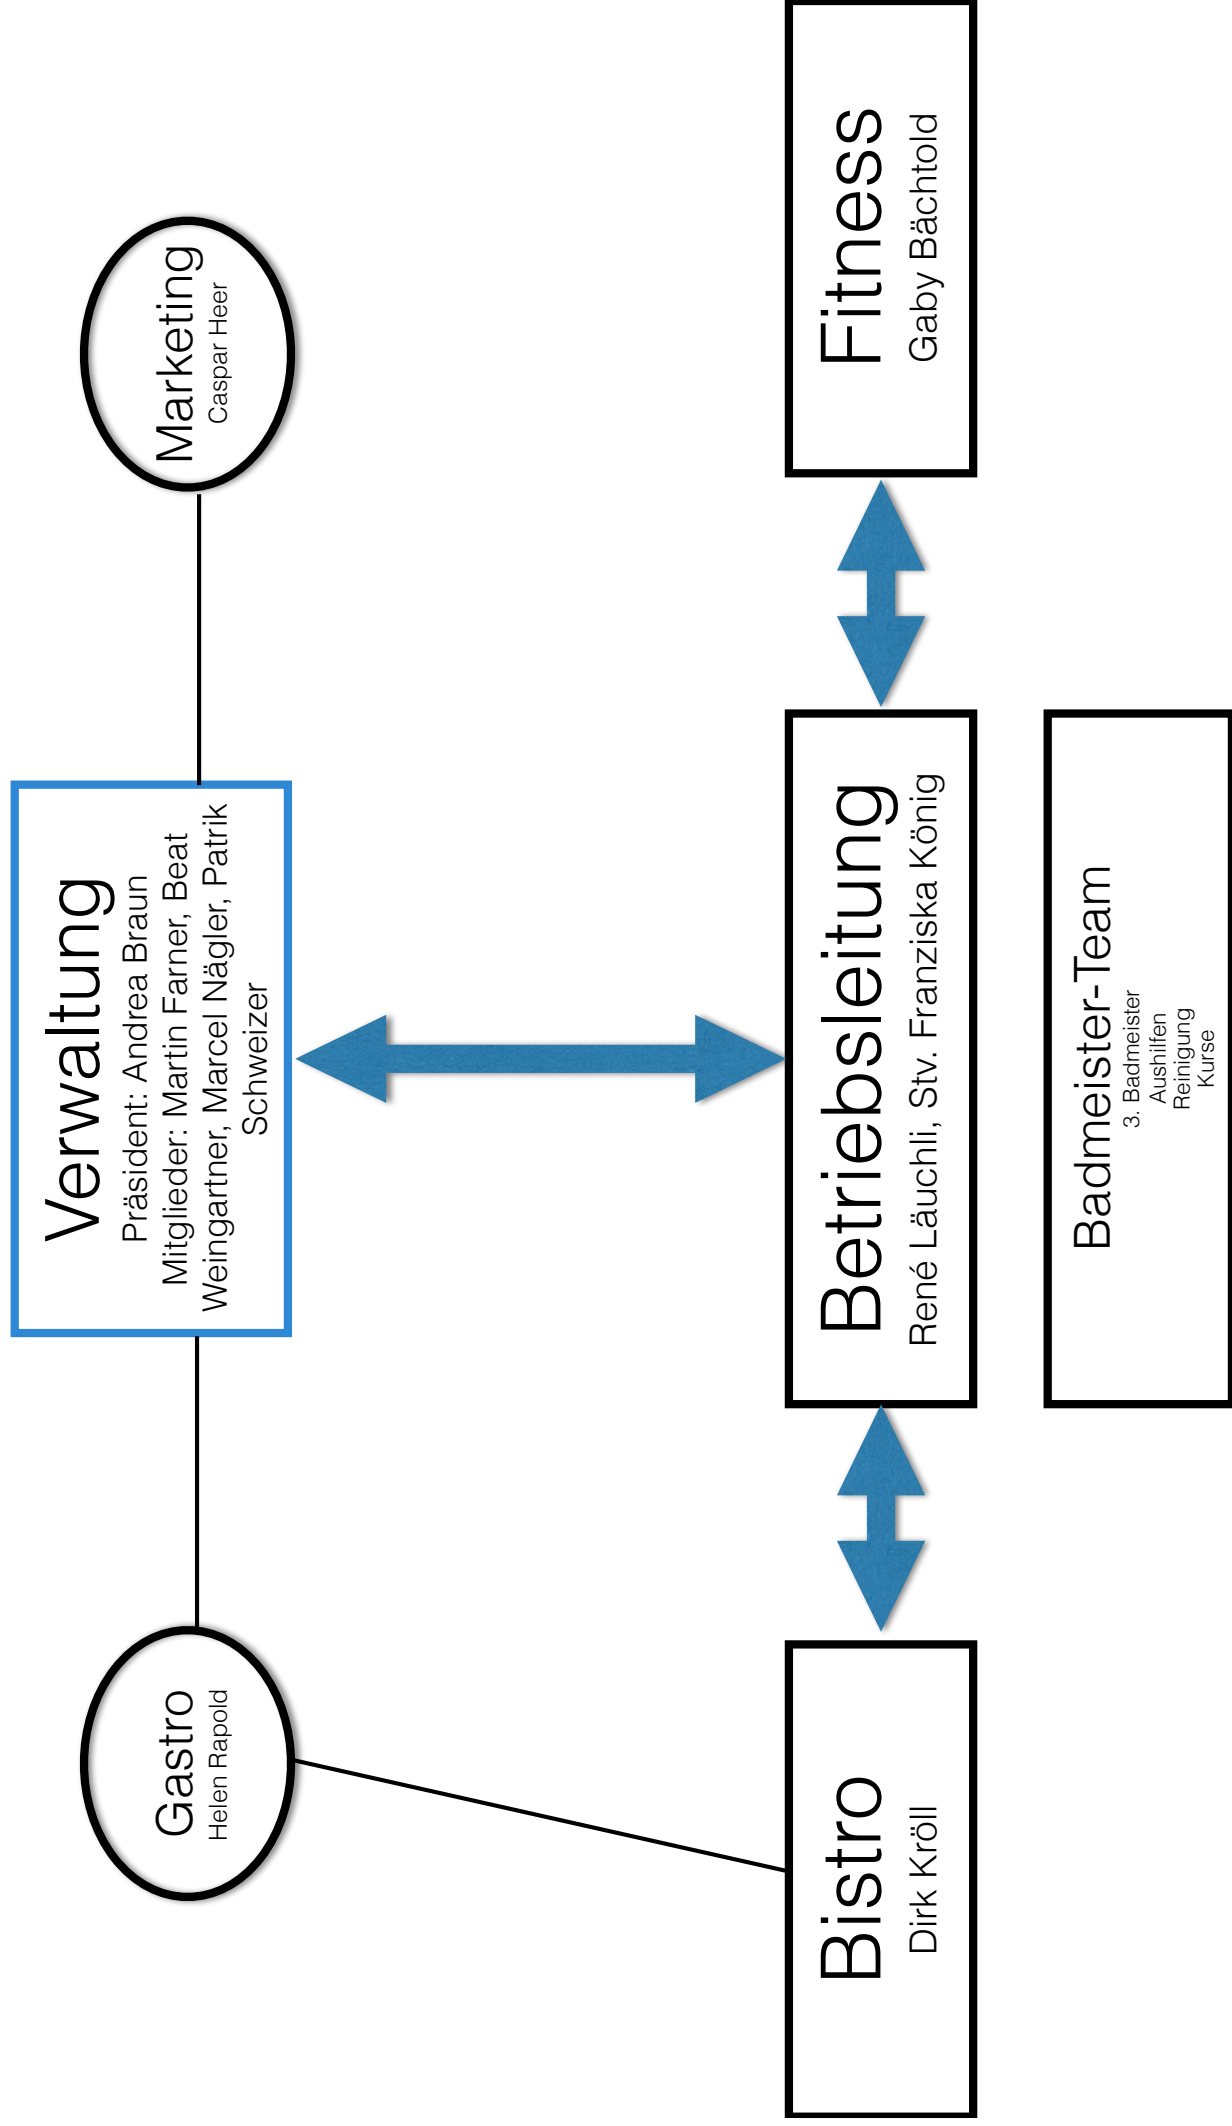 Gastro
Helen Rapold
Verwaltung
Präsident: Andrea Braun
Mitglieder: Martin Farner, Beat
Weingartner, Marcel Nägler, Patrik
Schweizer
Marketing
Caspar Heer
Bistro
Dirk Kröll
Betriebsleitung
René Läuchli, Stv. Franziska König
Fitness
Gaby Bächtold
Badmeister-Team
3. Badmeister
Aushilfen
Reinigung
Kurse